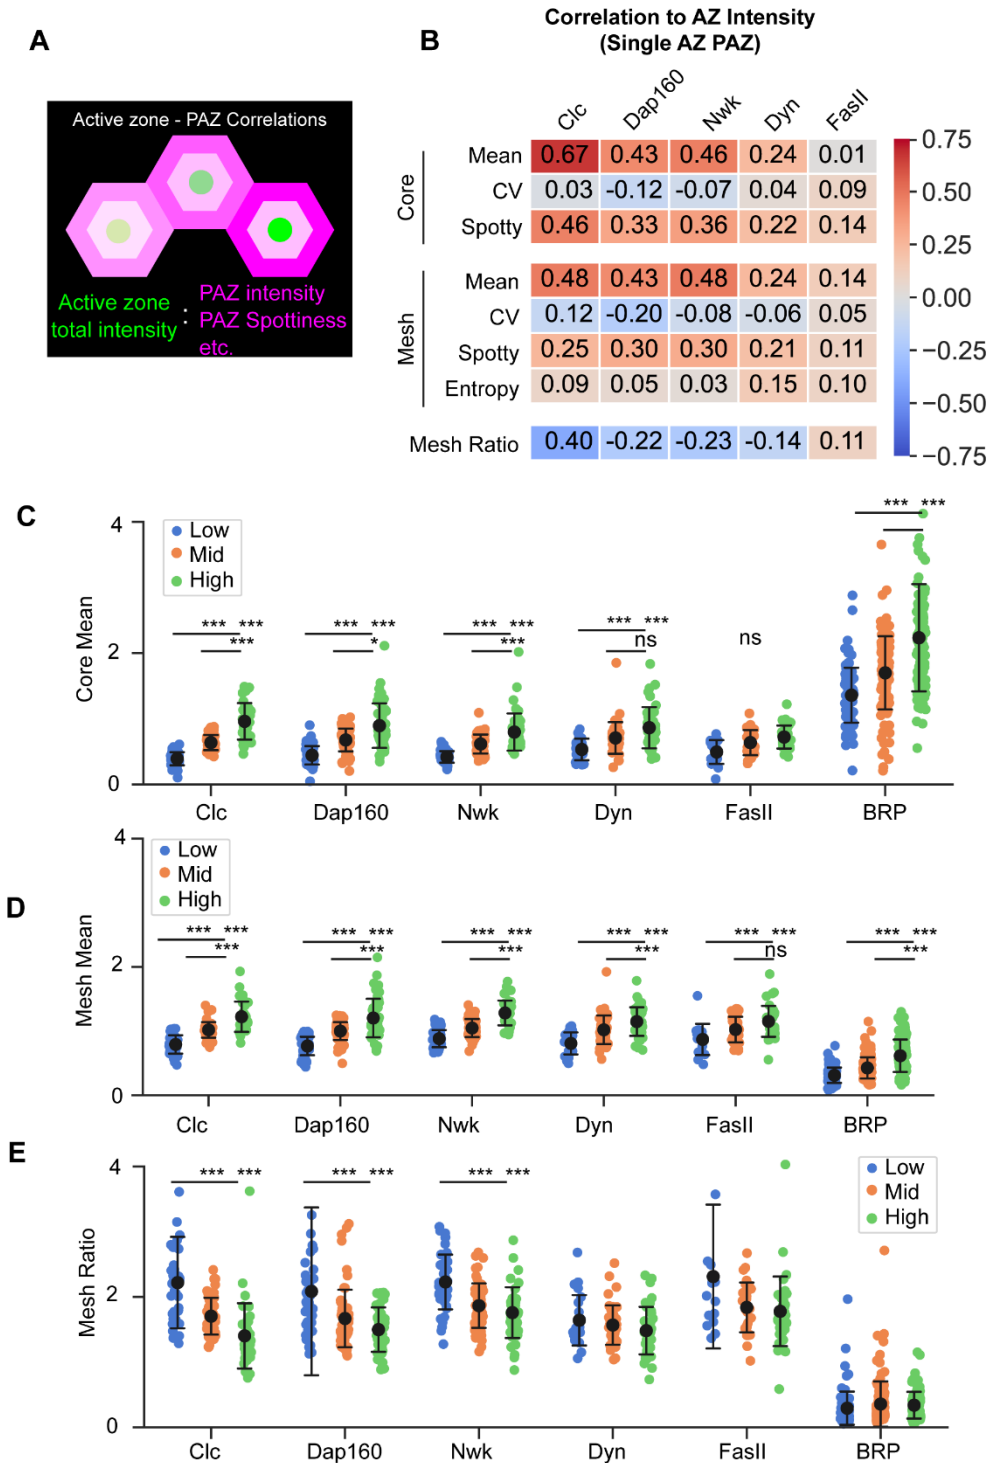 A
Active zone - PAZ Correlations
Active zone
total intensity
:
PAZ intensity
PAZ Spottiness
etc.
B
Correlation to AZ Intensity
(Single AZ PAZ)
Clc Dap160 Nwk Dyn FasII
Core
Mean 0.67 0.43 0.46 0.24 0.01
CV 0.03 -0.12 -0.07 0.04 0.09
Spotty 0.46 0.33 0.36 0.22 0.14
Mesh
Mean 0.48 0.43 0.48 0.24 0.14
CV 0.12 -0.20 -0.08 -0.06 0.05
Spotty 0.25 0.30 0.30 0.21 0.11
Entropy 0.09 0.05 0.03 0.15 0.10
Mesh Ratio 0.40 -0.22 -0.23 -0.14 0.11
0.75
0.50
0.25
0.00
−0.25
−0.50
−0.75
C
Core Mean
4
2
0
Low
Mid
High
*** *** *** *** *** *** *** *** *** ***
*** * *** ns ns
Clc Dap160 Nwk Dyn FasII BRP
D
Mesh Mean
4
2
0
Low
Mid
High
*** *** *** *** *** *** *** *** *** *** *** ***
*** *** *** *** ns ***
Clc Dap160 Nwk Dyn FasII BRP
E
Mesh Ratio
4
2
0
Low
Mid
High
*** *** *** *** *** ***
Clc Dap160 Nwk Dyn FasII BRP